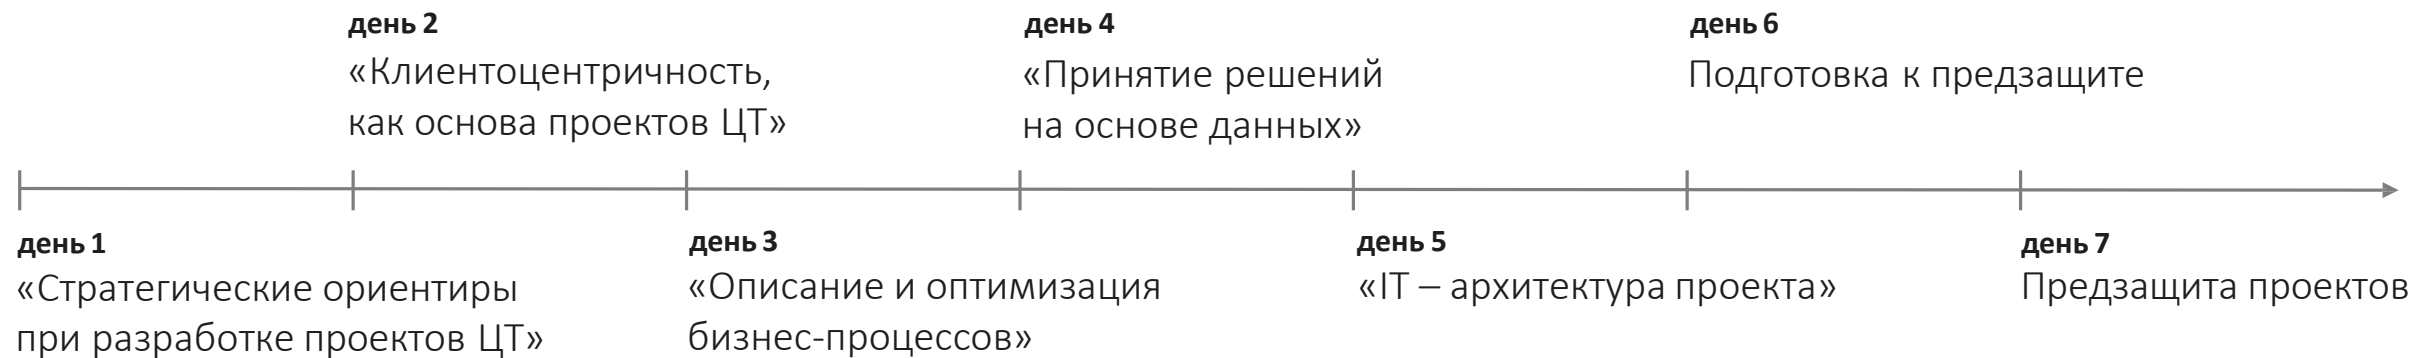 день 1
«Стратегические ориентиры
при разработке проектов ЦТ»
день 2
«Клиентоцентричность,
как основа проектов ЦТ»
день 3
«Описание и оптимизация
бизнес-процессов»
день 4
«Принятие решений
на основе данных»
день 5
«IT – архитектура проекта»
день 6
Подготовка к предзащите
день 7
Предзащита проектов